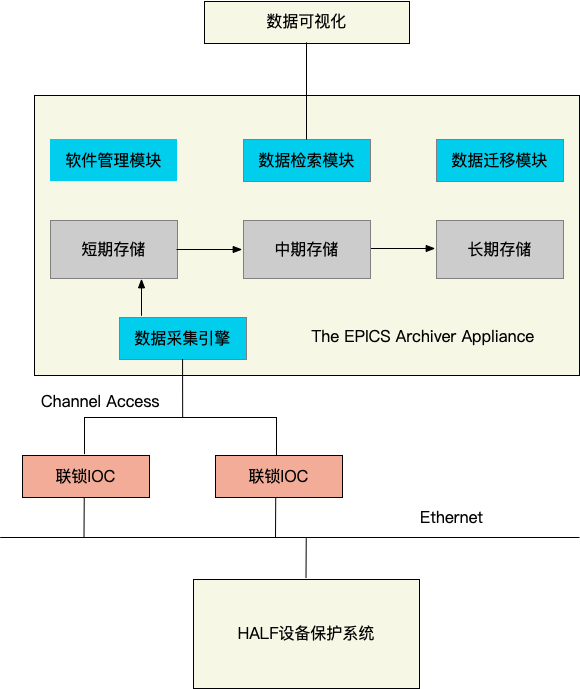 数据可视化
软件管理模块
数据检索模块
数据迁移模块
短期存储
中期存储
长期存储
数据采集引擎
The EPICS Archiver Appliance
Channel Access
联锁IOC
联锁IOC
Ethernet
HALF设备保护系统